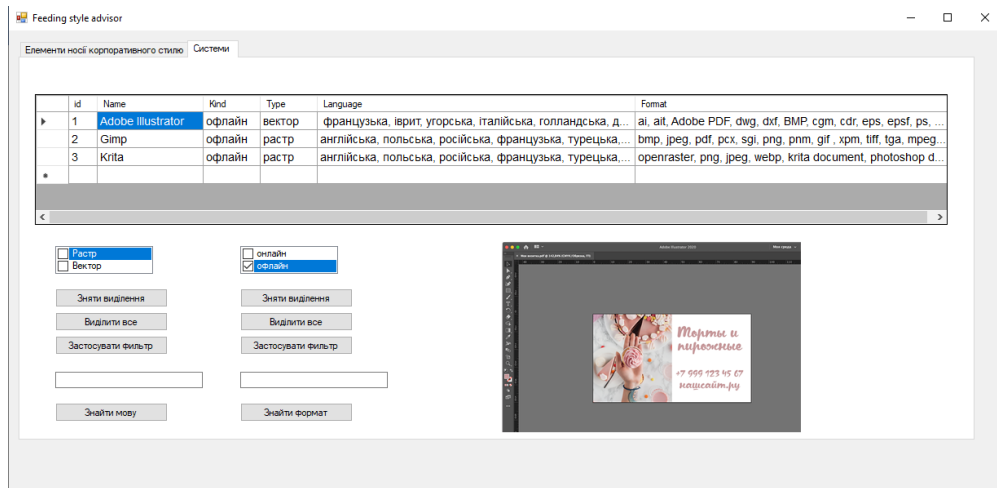 Feeding style advisor
Елементи носії корпоративного стилю Системи
id Name Kind Type Language Format
1 Adobe Illustrator офлайн вектор французька, іврит, угорська, італійська, голландська, д... ai, ait, Adobe PDF, dwg, dxf, BMP, cgm, cdr, eps, epsf, ps, ...
2 Gimp офлайн растр англійська, польська, російська, французька, турецька,... bmp, jpeg, pdf, pcx, sgi, png, pnm, gif , xpm, tiff, tga, mpeg...
3 Krita офлайн растр англійська, польська, російська, французька, турецька,... openraster, png, jpeg, webp, krita document, photoshop d...
Растр онлайн
Вектор офлайн
Зняти виділення Зняти виділення
Виділити все Виділити все
Застосувати фильтр Застосувати фильтр
Знайти мову Знайти формат
Adobe Illustrator 2020
Торты и
пирожные
+7 999 123 45 67
нашсайт.ру